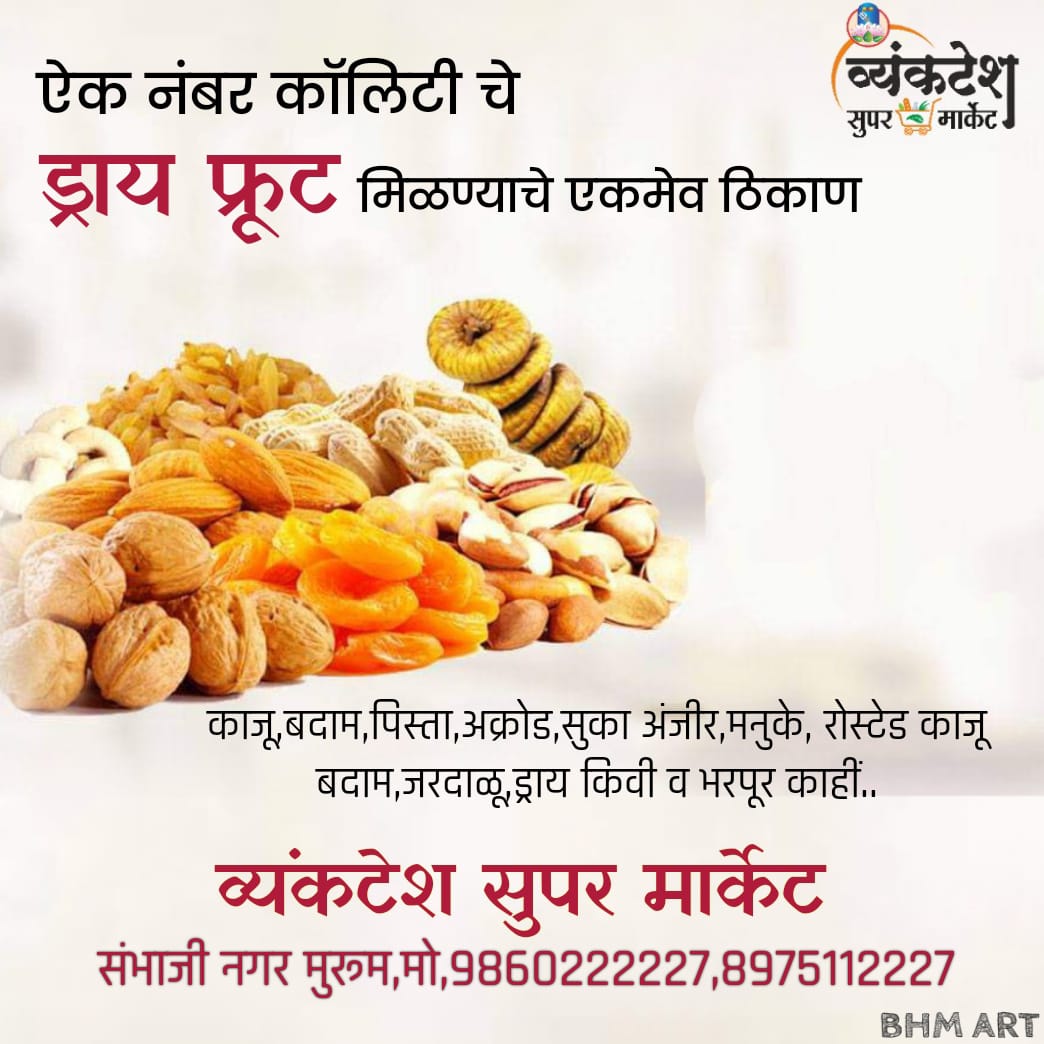 ऐक नंबर कॉलिटी चे
ड्राय फ्रूट मिळण्याचे एकमेव ठिकाण
व्यंकटेश
सुपर मार्केट
काजू,बदाम,पिस्ता,अक्रोड,सुका अंजीर,मनुके, रोस्टेड काजू
बदाम,जरदाळू,ड्राय किवी व भरपूर काहीं..
व्यंकटेश सुपर मार्केट
संभाजी नगर मुरूम,मो,9860222227,8975112227
BHM ART